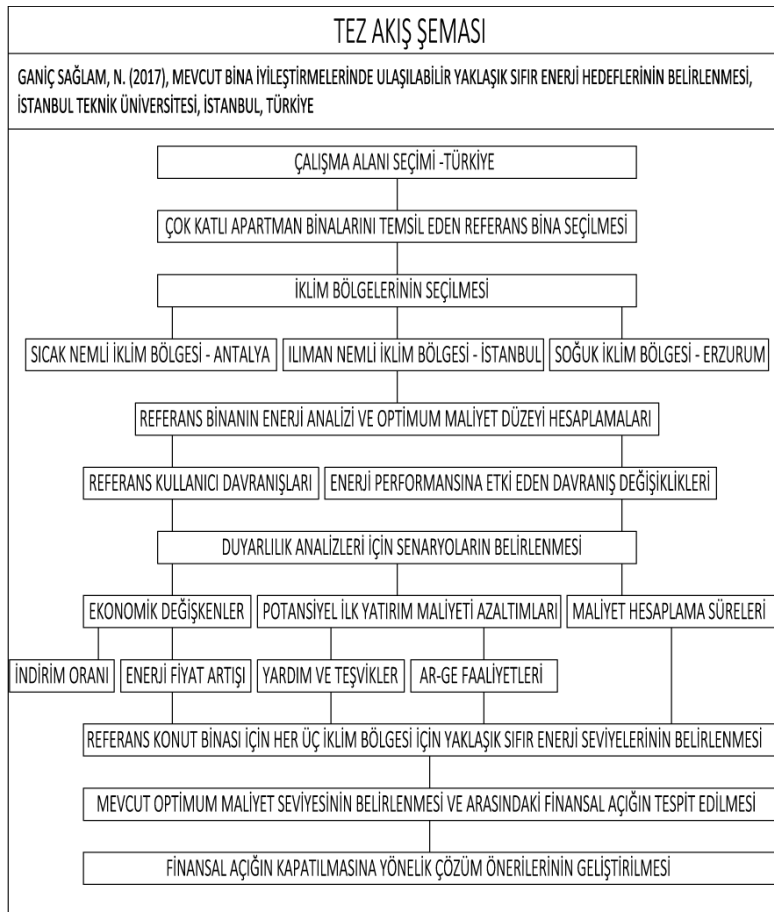 TEZ AKIŞ ŞEMASI
GANİÇ SAĞLAM, N. (2017), MEVCUT BİNA İYİLEŞTİRMELERİNDE ULAŞILABİLİR YAKLAŞIK SIFIR ENERJİ HEDEFLERİNİN BELİRLENMESİ,
İSTANBUL TEKNİK ÜNİVERSİTESİ, İSTANBUL, TÜRKİYE
ÇALIŞMA ALANI SEÇİMİ -TÜRKİYE
ÇOK KATLI APARTMAN BİNALARINI TEMSİL EDEN REFERANS BİNA SEÇİLMESİ
İKLİM BÖLGELERİNİN SEÇİLMESİ
SICAK NEMLİ İKLİM BÖLGESİ - ANTALYA
ILIMAN NEMLİ İKLİM BÖLGESİ - İSTANBUL
SOĞUK İKLİM BÖLGESİ - ERZURUM
REFERANS BİNANIN ENERJİ ANALİZİ VE OPTİMUM MALİYET DÜZEYİ HESAPLAMALARI
REFERANS KULLANICI DAVRANIŞLARI
ENERJİ PERFORMANSINA ETKİ EDEN DAVRANIŞ DEĞİŞİKLİKLERİ
DUYARLILIK ANALİZLERİ İÇİN SENARYOLARIN BELİRLENMESİ
EKONOMİK DEĞİŞKENLER
POTANSİYEL İLK YATIRIM MALİYETİ AZALTIMLARI
MALİYET HESAPLAMA SÜRELERİ
İNDİRİM ORANI
ENERJİ FİYAT ARTIŞI
YARDIM VE TEŞVİKLER
AR-GE FAALİYETLERİ
REFERANS KONUT BİNASI İÇİN HER ÜÇ İKLİM BÖLGESİ İÇİN YAKLAŞIK SIFIR ENERJİ SEVİYELERİNİN BELİRLENMESİ
MEVCUT OPTİMUM MALİYET SEVİYESİNİN BELİRLENMESİ VE ARASINDAKİ FİNANSAL AÇIĞIN TESPİT EDİLMESİ
FİNANSAL AÇIĞIN KAPATILMASINA YÖNELİK ÇÖZÜM ÖNERİLERİNİN GELİŞTİRİLMESİ